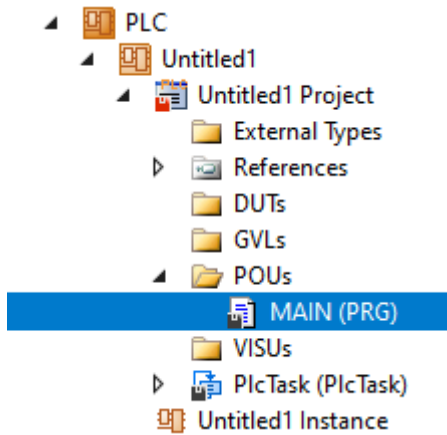 PLC
Untitled1
Untitled1 Project
External Types
References
DUTs
GVLs
POUs
MAIN (PRG)
VISUs
PlcTask (PlcTask)
Untitled1 Instance